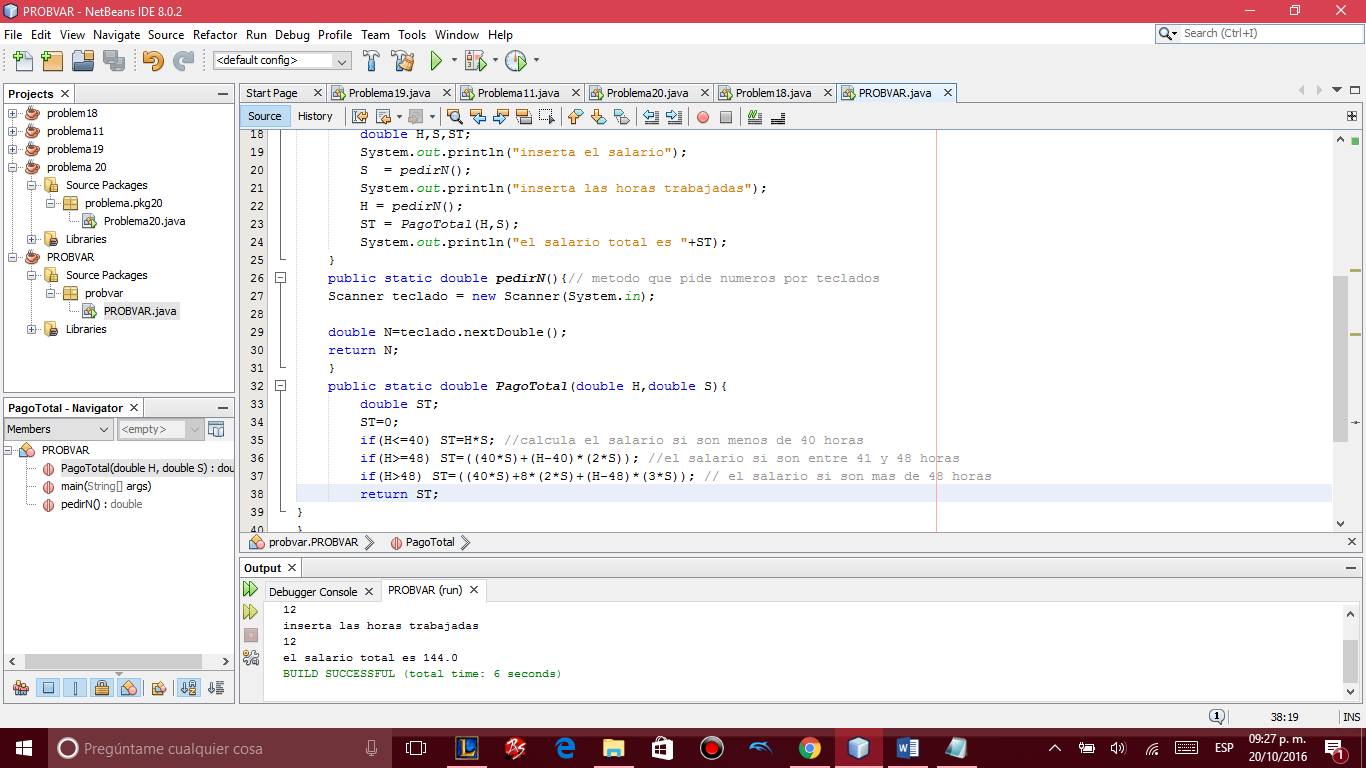 PROBVAR - NetBeans IDE 8.0.2
File Edit View Navigate Source Refactor Run Debug Profile Team Tools Window Help
Search (Ctrl+I)
<default config>
Projects
problem18
problema11
problema19
problema 20
Source Packages
problema.pkg20
Problema20.java
Libraries
PROBVAR
Source Packages
probvar
PROBVAR.java
Libraries
PagoTotal - Navigator
Members
<empty>
PROBVAR
PagoTotal(double H, double S) : dou
main(String[] args)
pedirN() : double
Start Page Problema19.java Problema11.java Problema20.java Problem18.java PROBVAR.java
Source History
18 double H,S,ST;
19 System.out.println("inserta el salario");
20 S  = pedirN();
21 System.out.println("inserta las horas trabajadas");
22 H = pedirN();
23 ST = PagoTotal(H,S);
24 System.out.println("el salario total es "+ST);
25 }
26 public static double pedirN(){// metodo que pide numeros por teclados
27 Scanner teclado = new Scanner(System.in);
28
29 double N=teclado.nextDouble();
30 return N;
31 }
32 public static double PagoTotal(double H,double S){
33 double ST;
34 ST=0;
35 if(H<=40) ST=H*S; //calcula el salario si son menos de 40 horas
36 if(H>=48) ST=((40*S)+(H-40)*(2*S)); //el salario si son entre 41 y 48 horas
37 if(H>48) ST=((40*S)+8*(2*S)+(H-48)*(3*S)); // el salario si son mas de 48 horas
38 return ST;
39 }
40 }
probvar.PROBVAR PagoTotal
Output
Debugger Console PROBVAR (run)
12
inserta las horas trabajadas
12
el salario total es 144.0
BUILD SUCCESSFUL (total time: 6 seconds)
1 38:19 INS
Pregúntame cualquier cosa
ESP
09:27 p. m.
20/10/2016
1